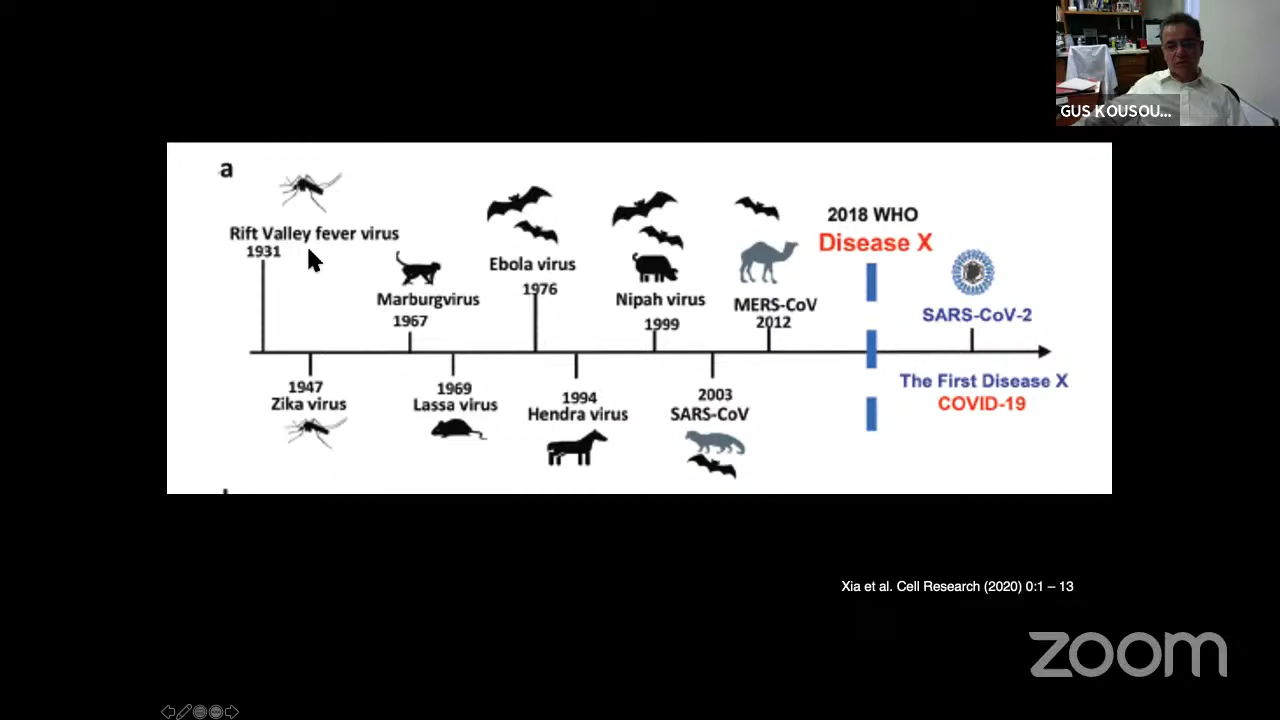 GUS KOUSOU...
a
Rift Valley fever virus
1931
Marburgvirus
1967
Ebola virus
1976
Nipah virus
1999
MERS-CoV
2012
2018 WHO
Disease X
SARS-CoV-2
1947
Zika virus
1969
Lassa virus
1994
Hendra virus
2003
SARS-CoV
The First Disease X
COVID-19
Xia et al. Cell Research (2020) 0:1 – 13
zoom